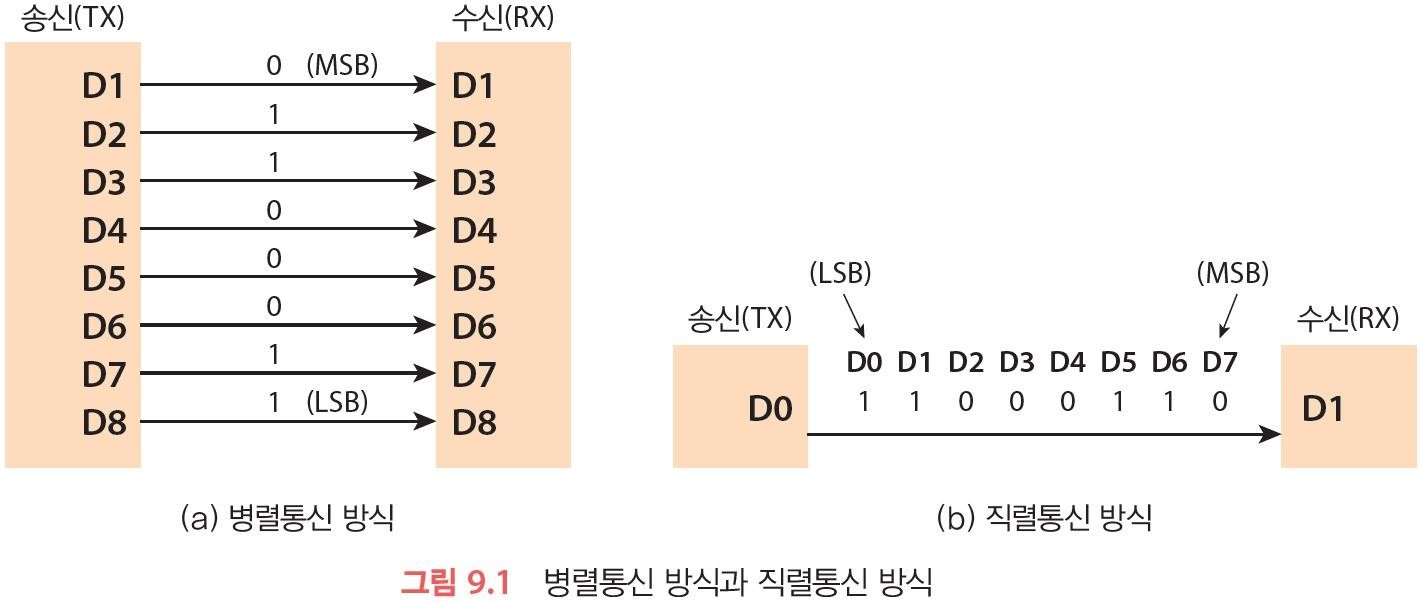 송신(TX)
수신(RX)
D1 0 (MSB) D1
D2 1 D2
D3 1 D3
D4 0 D4
D5 0 D5
D6 0 D6
D7 1 D7
D8 1 (LSB) D8
(a) 병렬통신 방식
(LSB)
(MSB)
송신(TX)
수신(RX)
D0 D1 D2 D3 D4 D5 D6 D7
1 1 0 0 0 1 1 0
D0
D1
(b) 직렬통신 방식
그림 9.1 병렬통신 방식과 직렬통신 방식